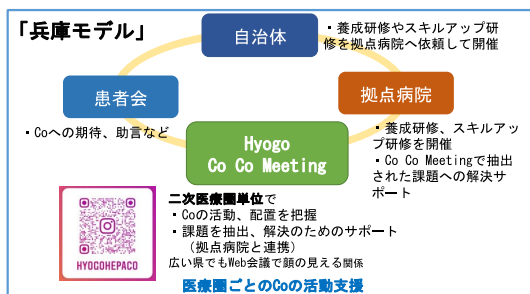 「兵庫モデル」
自治体
・養成研修やスキルアップ研
修を拠点病院へ依頼して開催
患者会
・Coへの期待、助言など
拠点病院
・養成研修、スキルアッ
プ研修を開催
・Co Co Meetingで抽出
された課題への解決サ
ポート
Hyogo
Co Co Meeting
二次医療圏単位で
・Coの活動、配置を把握
・課題を抽出、解決のためのサポート
（拠点病院と連携）
広い県でもWeb会議で顔の見える関係
HYOGOHEPACO
医療圏ごとのCoの活動支援